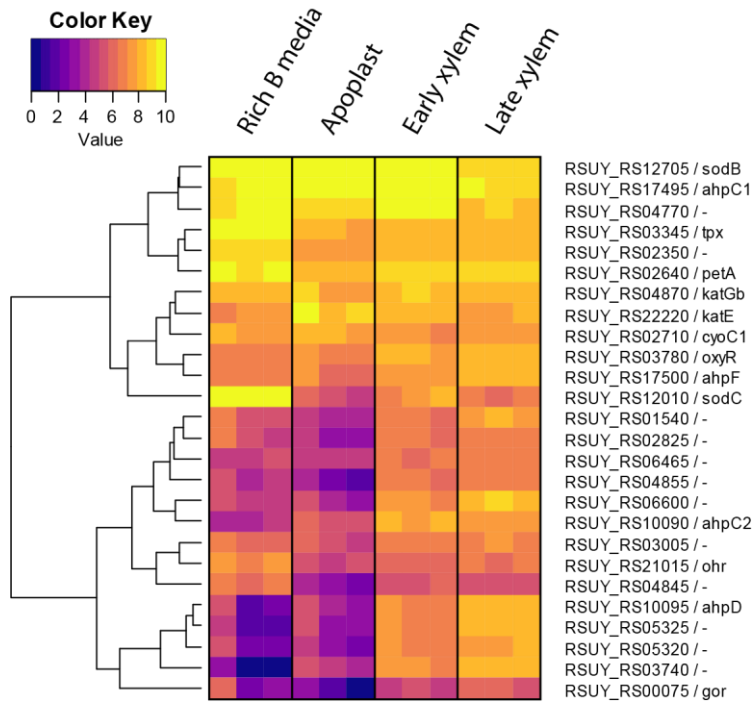 Color Key
0 2 4 6 8 10
Value
Rich B media
Apoplast
Early xylem
Late xylem
RSUY_RS12705 / sodB
RSUY_RS17495 / ahpC1
RSUY_RS04770 / -
RSUY_RS03345 / tpx
RSUY_RS02350 / -
RSUY_RS02640 / petA
RSUY_RS04870 / katGb
RSUY_RS22220 / katE
RSUY_RS02710 / cyoC1
RSUY_RS03780 / oxyR
RSUY_RS17500 / ahpF
RSUY_RS12010 / sodC
RSUY_RS01540 / -
RSUY_RS02825 / -
RSUY_RS06465 / -
RSUY_RS04855 / -
RSUY_RS06600 / -
RSUY_RS10090 / ahpC2
RSUY_RS03005 / -
RSUY_RS21015 / ohr
RSUY_RS04845 / -
RSUY_RS10095 / ahpD
RSUY_RS05325 / -
RSUY_RS05320 / -
RSUY_RS03740 / -
RSUY_RS00075 / gor